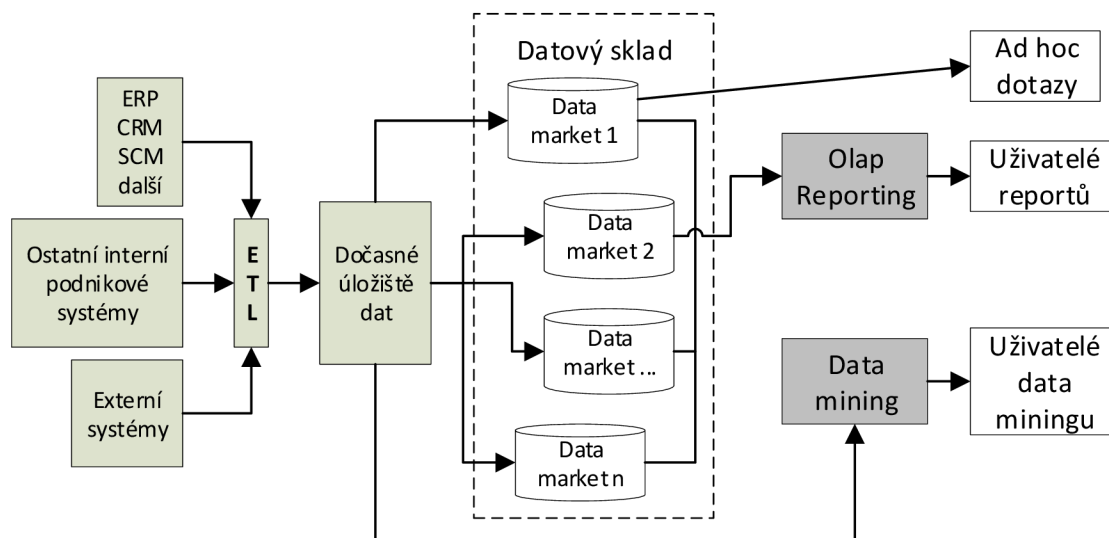 Datový sklad
Ad hoc
dotazy
ERP
CRM
SCM
další
Data
market 1
Olap
Reporting
Uživatelé
reportů
Ostatní interní
podnikové
systémy
E
T
L
Dočasné
úložiště
dat
Data
market 2
Data
market ...
Data
mining
Uživatelé
data
miningu
Externí
systémy
Data
market n